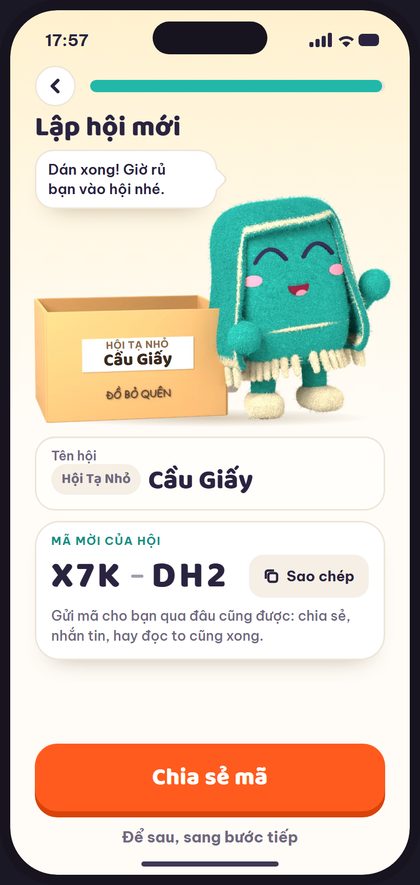 17:57
Lập hội mới
Dán xong! Giờ rủ
bạn vào hội nhé.
HỘI TẠ NHỎ
Cầu Giấy
ĐỒ BỎ QUÊN
Tên hội
Hội Tạ Nhỏ Cầu Giấy
MÃ MỜI CỦA HỘI
X7K – DH2 Sao chép
Gửi mã cho bạn qua đâu cũng được: chia sẻ,
nhắn tin, hay đọc to cũng xong.
Chia sẻ mã
Để sau, sang bước tiếp